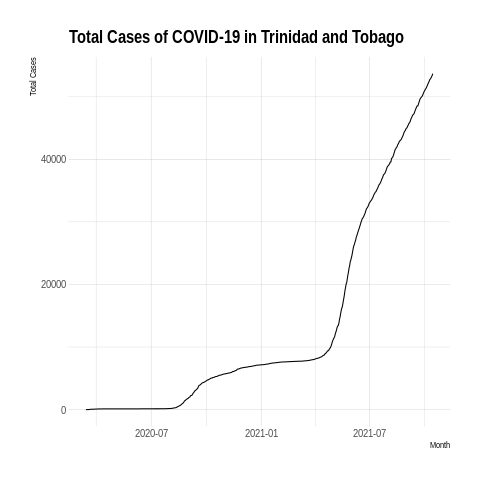 Total Cases of COVID-19 in Trinidad and Tobago
Total Cases
40000
20000
0
2020-07 2021-01 2021-07
Month